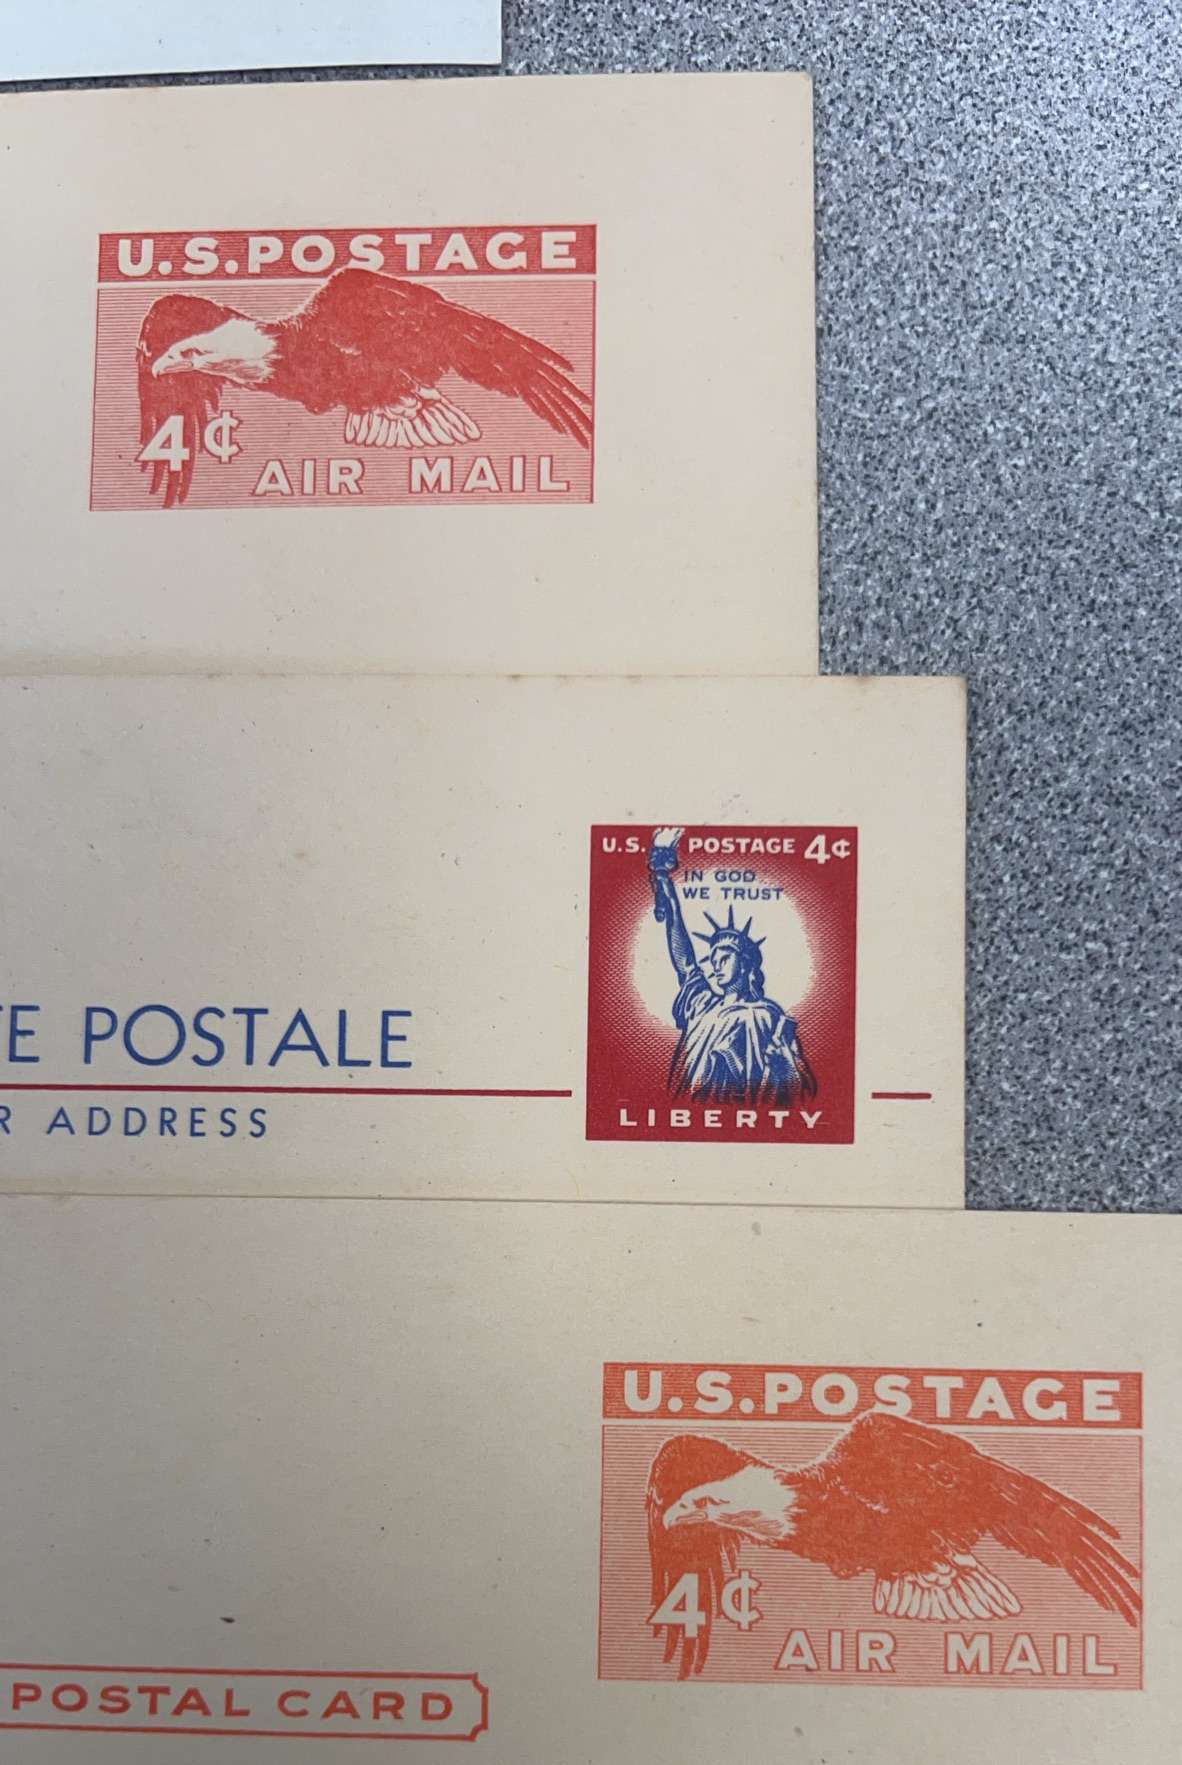 U.S. POSTAGE
4¢
AIR MAIL
U.S. POSTAGE 4¢
IN GOD
WE TRUST
POSTALE
ADDRESS
LIBERTY
U.S. POSTAGE
4¢
AIR MAIL
POSTAL CARD